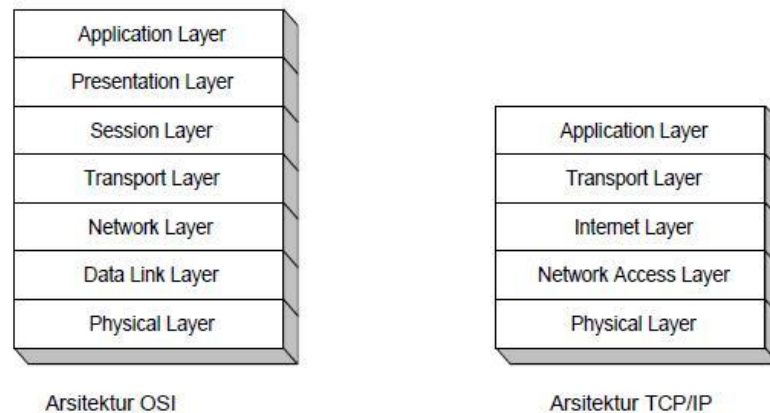 Application Layer
Presentation Layer
Session Layer
Transport Layer
Network Layer
Data Link Layer
Physical Layer
Arsitektur OSI
Application Layer
Transport Layer
Internet Layer
Network Access Layer
Physical Layer
Arsitektur TCP/IP